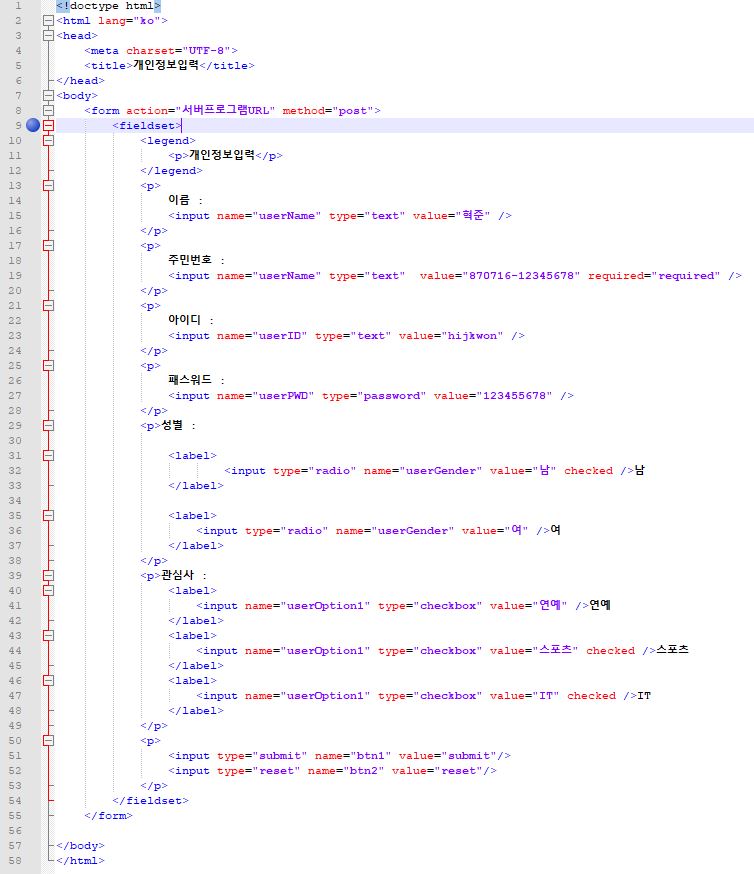 1 <!doctype html>
2 <html lang="ko">
3 <head>
4 <meta charset="UTF-8">
5 <title>개인정보입력</title>
6 </head>
7 <body>
8 <form action="서버프로그램URL" method="post">
9 <fieldset>
10 <legend>
11 <p>개인정보입력</p>
12 </legend>
13 <p>
14 이름 :
15 <input name="userName" type="text" value="혁준" />
16 </p>
17 <p>
18 주민번호 :
19 <input name="userName" type="text"  value="870716-12345678" required="required" />
20 </p>
21 <p>
22 아이디 :
23 <input name="userID" type="text" value="hijkwon" />
24 </p>
25 <p>
26 패스워드 :
27 <input name="userPWD" type="password" value="123455678" />
28 </p>
29 <p>성별 :
30
31 <label>
32 <input type="radio" name="userGender" value="남" checked />남
33 </label>
34
35 <label>
36 <input type="radio" name="userGender" value="여" />여
37 </label>
38 </p>
39 <p>관심사 :
40 <label>
41 <input name="userOption1" type="checkbox" value="연예" />연예
42 </label>
43 <label>
44 <input name="userOption1" type="checkbox" value="스포츠" checked />스포츠
45 </label>
46 <label>
47 <input name="userOption1" type="checkbox" value="IT" checked />IT
48 </label>
49 </p>
50 <p>
51 <input type="submit" name="btn1" value="submit"/>
52 <input type="reset" name="btn2" value="reset"/>
53 </p>
54 </fieldset>
55 </form>
56
57 </body>
58 </html>